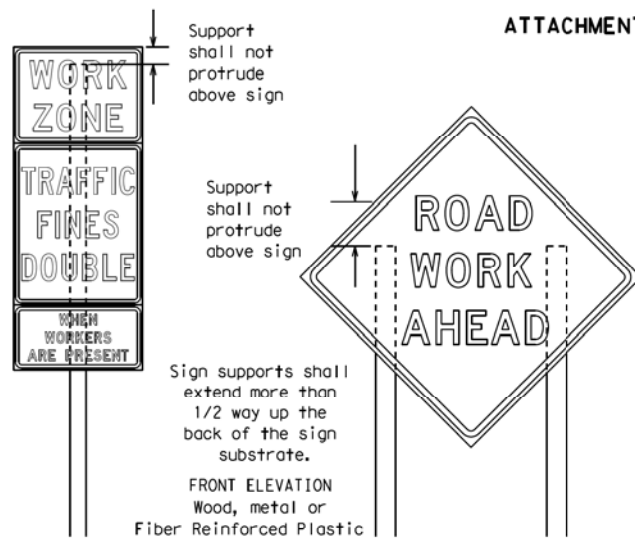 ATTACHMENT
Support
shall not
protrude
above sign
WORK
ZONE
TRAFFIC
FINES
DOUBLE
WHEN
WORKERS
ARE PRESENT
Support
shall not
protrude
above sign
ROAD
WORK
AHEAD
Sign supports shall
extend more than
1/2 way up the
back of the sign
substrate.
FRONT ELEVATION
Wood, metal or
Fiber Reinforced Plastic